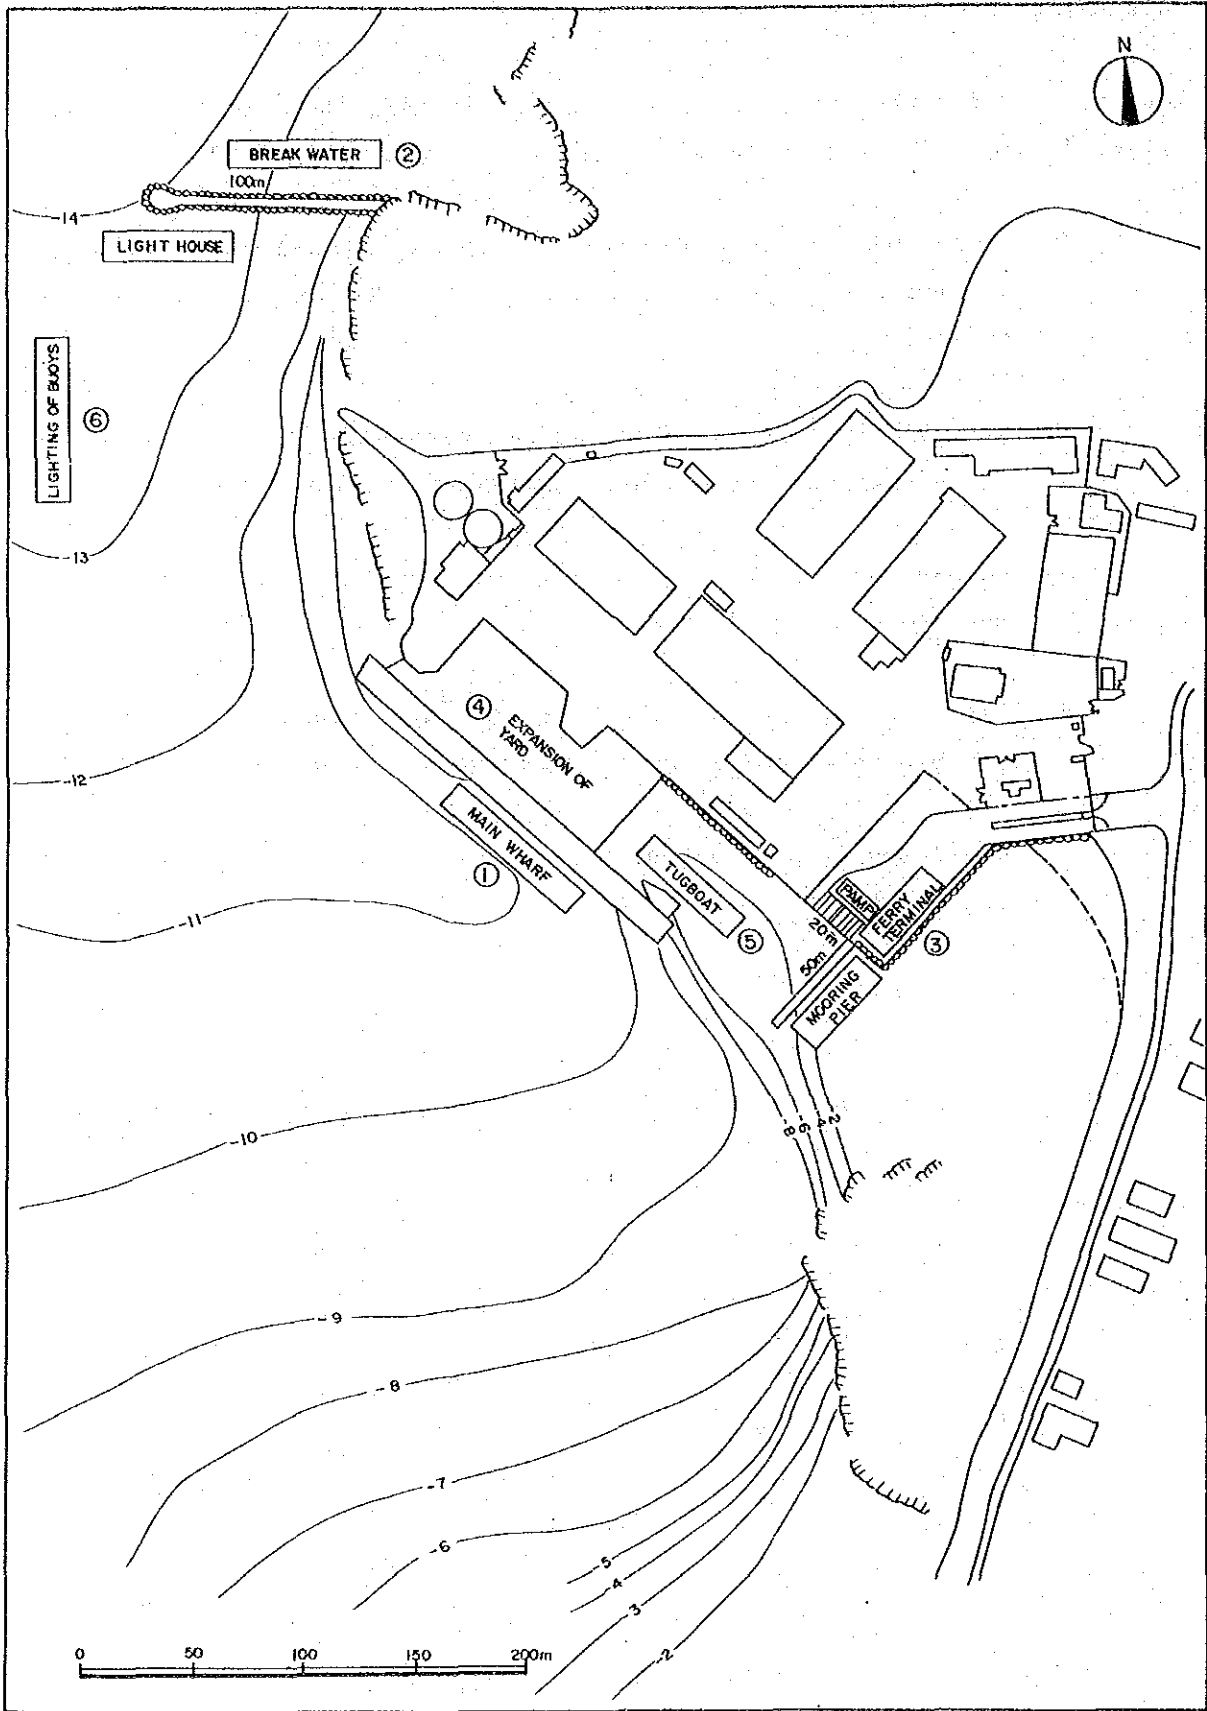 N
BREAK WATER ②
100m
-14
LIGHT HOUSE
LIGHTING OF BUOYS
⑥
-13
④
EXPANSION OF
YARD
-12
MAIN WHARF
①
TUGBOAT
⑤
-11
PAMP
FERRY
TERMINAL
20m
③
50m
MOORING
PIER
-10
-8
-6
-4
-2
-9
-8
-7
-6
-5
-4
-3
-2
0 50 100 150 200m